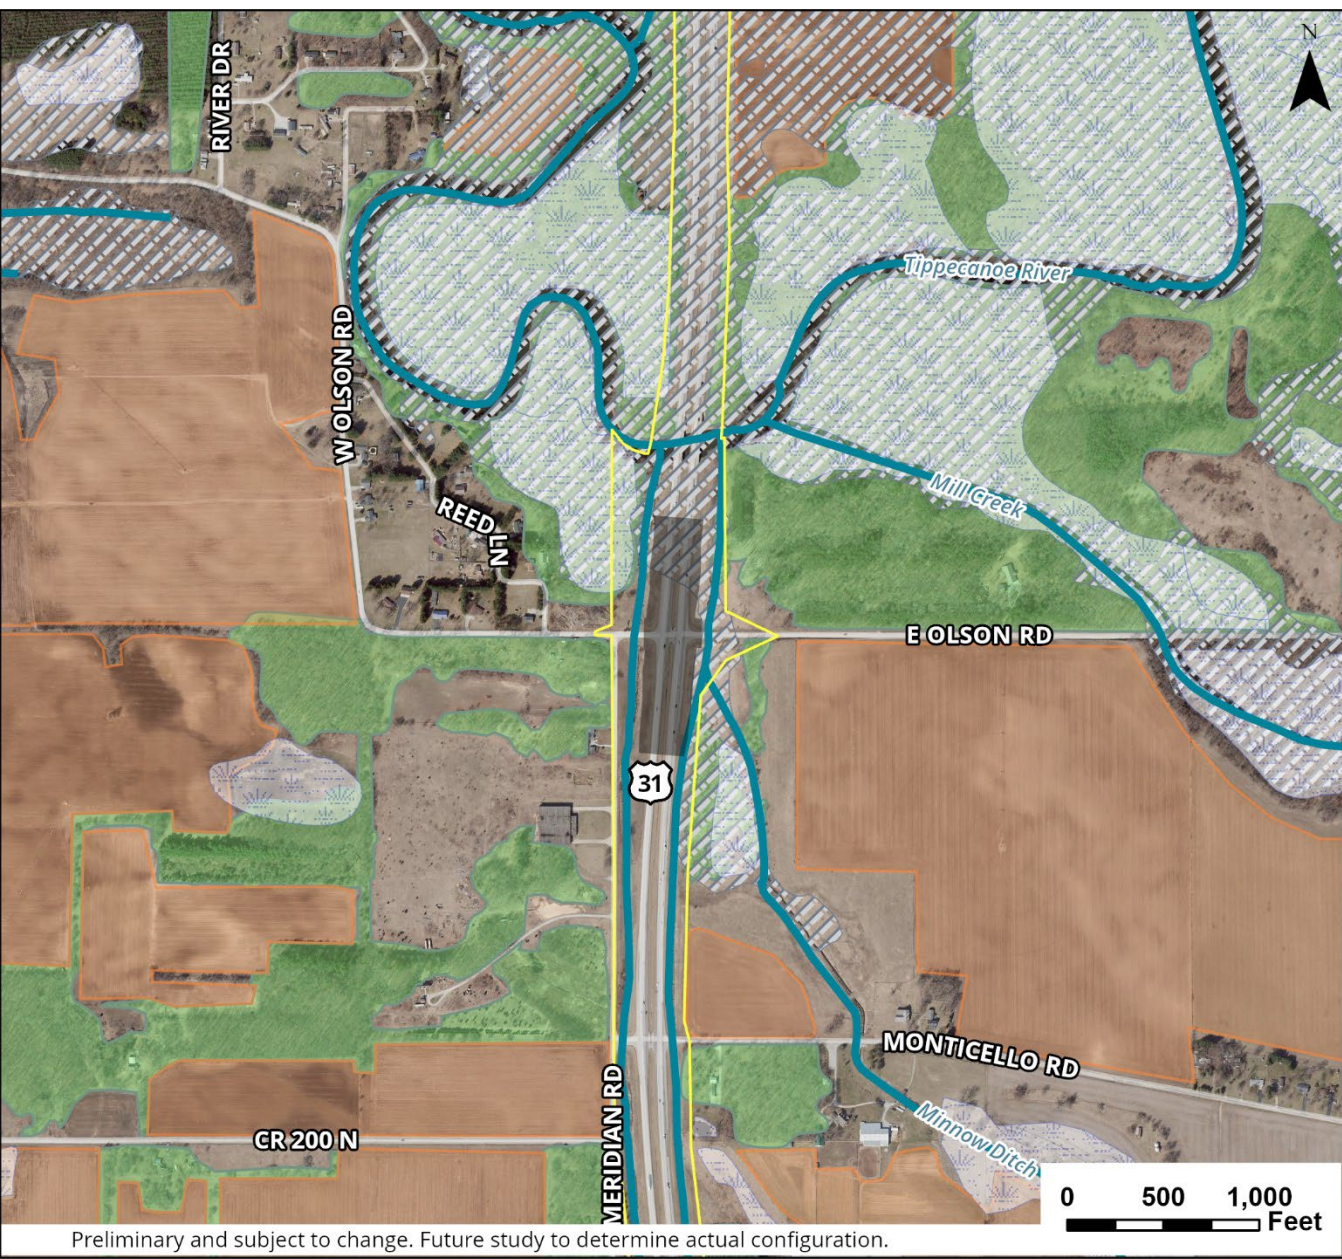 N
RIVER DR
Tippecanoe River
W OLSON RD
Mill Creek
REED
LN
E OLSON RD
31
MONTICELLO RD
MERIDIAN RD
Minnow Ditch
CR 200 N
0 500 1,000
Feet
Preliminary and subject to change. Future study to determine actual configuration.